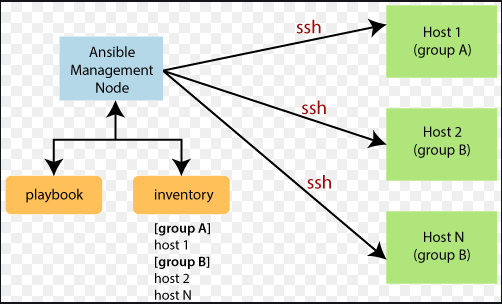 ssh
Host 1
(group A)
Ansible
Management
Node
ssh
Host 2
(group B)
playbook
inventory
ssh
[group A]
host 1
[group B]
host 2
host N
Host N
(group B)